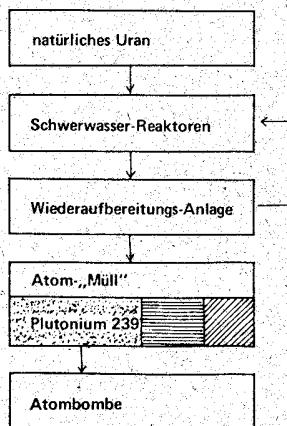 natürliches Uran
Schwerwasser-Reaktoren
Wiederaufbereitungs-Anlage
Atom-„Müll“
Plutonium 239
Atombombe